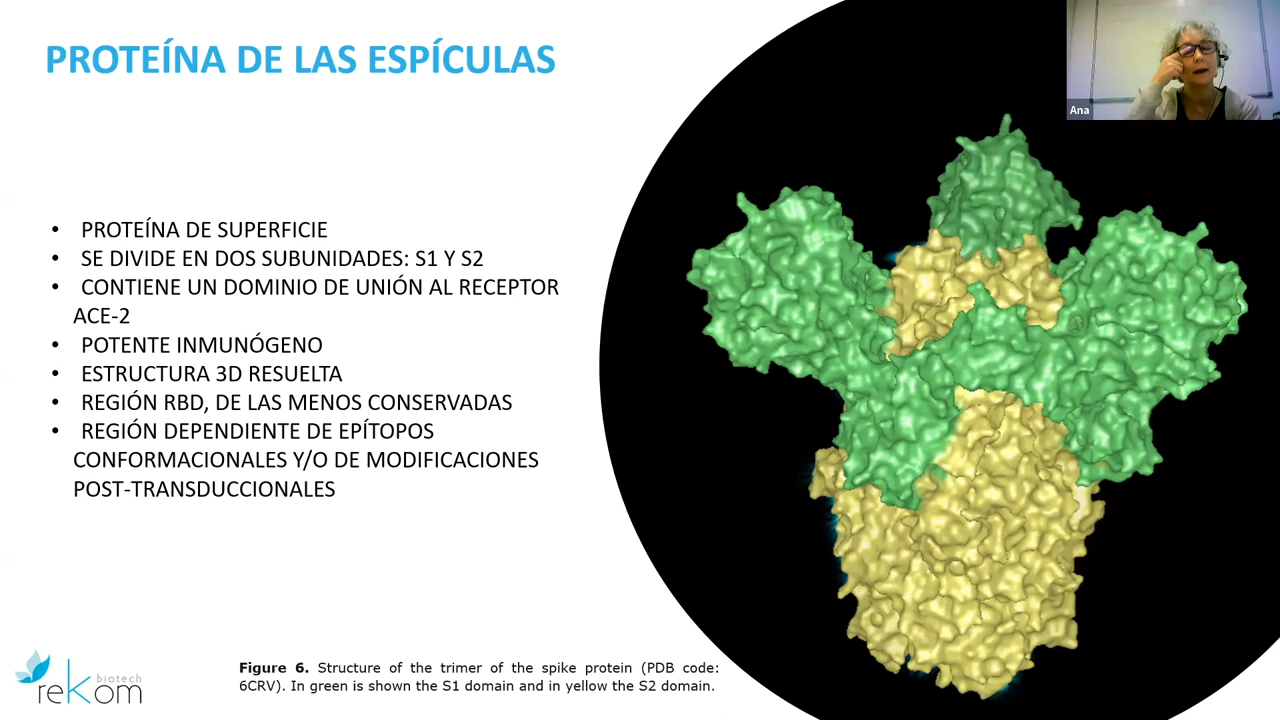 PROTEÍNA DE LAS ESPÍCULAS
Ana
• PROTEÍNA DE SUPERFICIE
• SE DIVIDE EN DOS SUBUNIDADES: S1 Y S2
• CONTIENE UN DOMINIO DE UNIÓN AL RECEPTOR
ACE-2
• POTENTE INMUNÓGENO
• ESTRUCTURA 3D RESUELTA
• REGIÓN RBD, DE LAS MENOS CONSERVADAS
• REGIÓN DEPENDIENTE DE EPÍTOPOS
CONFORMACIONALES Y/O DE MODIFICACIONES
POST-TRANSDUCCIONALES
biotech
rekom
Figure 6. Structure of the trimer of the spike protein (PDB code:
6CRV). In green is shown the S1 domain and in yellow the S2 domain.